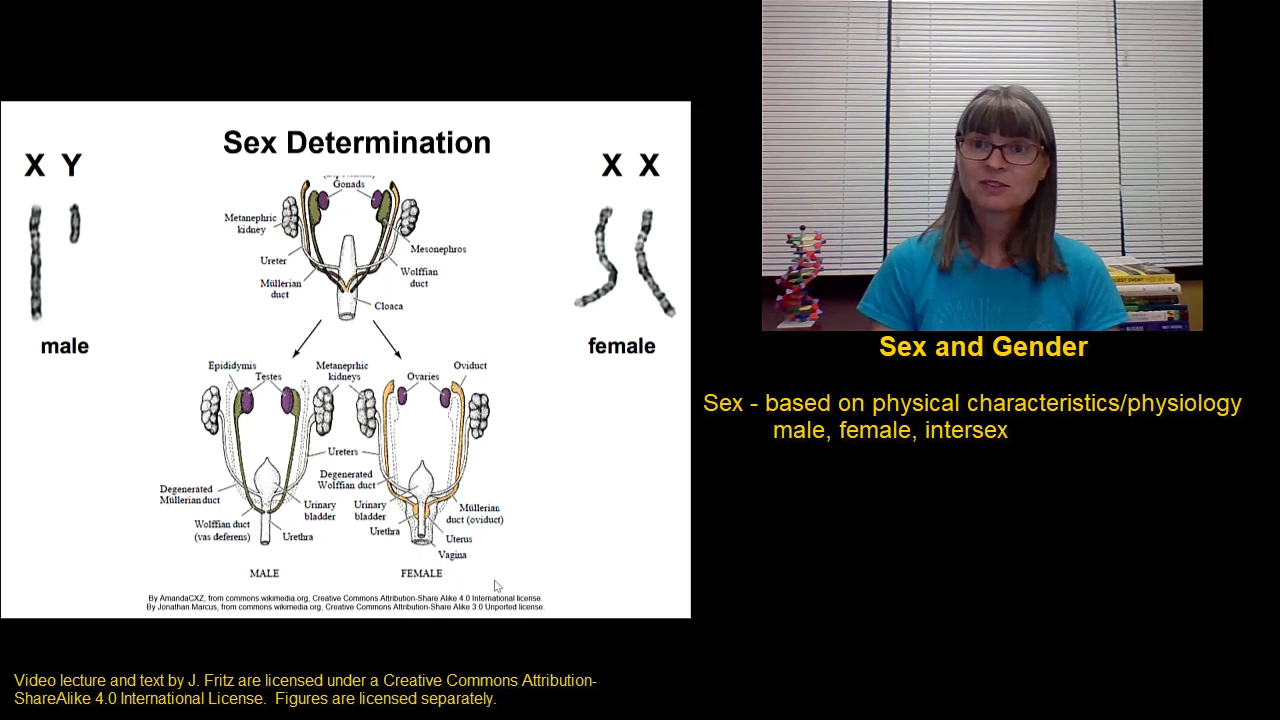 Sex Determination
X Y
X X
Gonads
Metanephric
kidney
Mesonephros
Ureter
Wolffian
duct
Müllerian
duct
Cloaca
male
female
Epididymis
Testes
Metaneprhic
kidneys
Ovaries
Oviduct
Ureters
Degenerated
Wolffian duct
Degenerated
Müllerian duct
Urinary
bladder
Urinary
bladder
Müllerian
duct (oviduct)
Wolffian duct
(vas deferens)
Urethra
Urethra
Uterus
Vagina
MALE
FEMALE
By AmandaCXZ, from commons.wikimedia.org, Creative Commons Attribution-Share Alike 4.0 International license.
By Jonathan.Marcus, from commons.wikimedia.org, Creative Commons Attribution-Share Alike 3.0 Unported license.
Sex and Gender
Sex - based on physical characteristics/physiology
male, female, intersex
Video lecture and text by J. Fritz are licensed under a Creative Commons Attribution-
ShareAlike 4.0 International License. Figures are licensed separately.